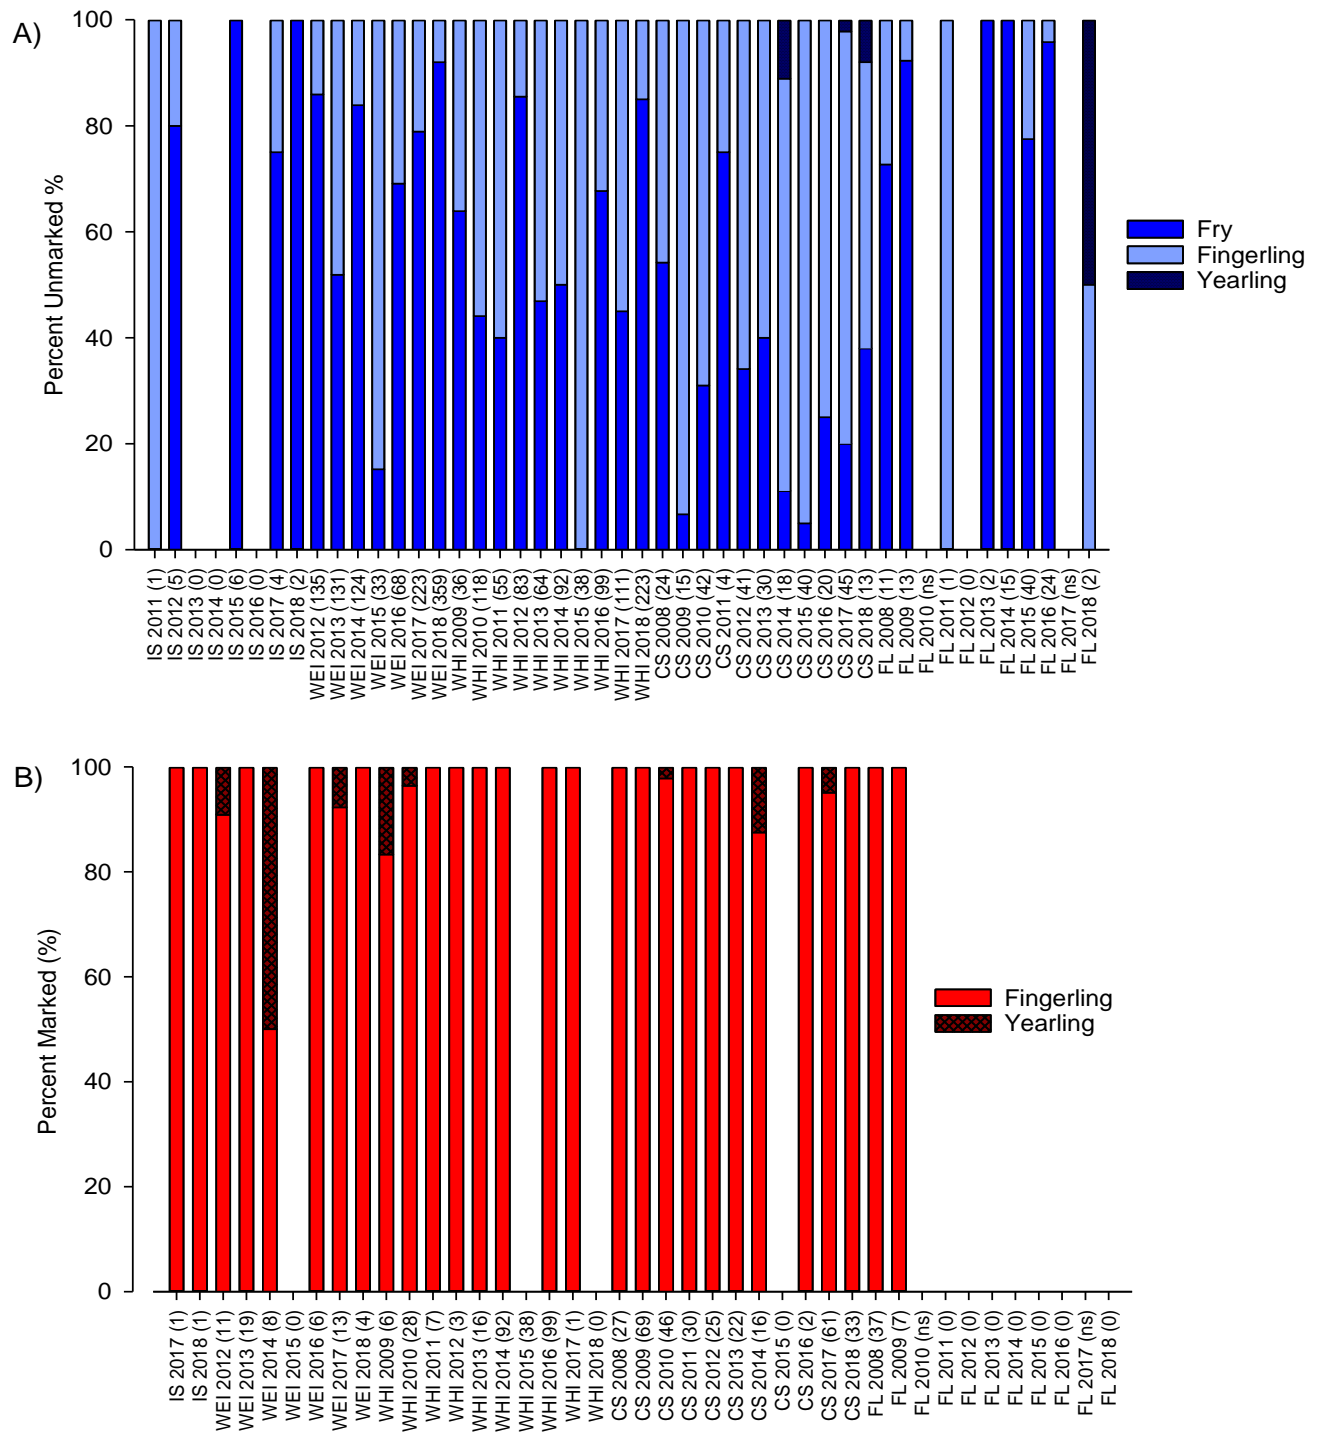 A)
100
80
60
40
20
0
Percent Unmarked %
Fry
Fingerling
Yearling
IS 2011 (1)
IS 2012 (5)
IS 2013 (0)
IS 2014 (0)
IS 2015 (6)
IS 2016 (0)
IS 2017 (4)
IS 2018 (2)
WEI 2012 (135)
WEI 2013 (131)
WEI 2014 (124)
WEI 2015 (33)
WEI 2016 (68)
WEI 2017 (223)
WEI 2018 (359)
WHI 2009 (36)
WHI 2010 (118)
WHI 2011 (55)
WHI 2012 (83)
WHI 2013 (64)
WHI 2014 (92)
WHI 2015 (38)
WHI 2016 (99)
WHI 2017 (111)
WHI 2018 (223)
CS 2008 (24)
CS 2009 (15)
CS 2010 (42)
CS 2011 (4)
CS 2012 (41)
CS 2013 (30)
CS 2014 (18)
CS 2015 (40)
CS 2016 (20)
CS 2017 (45)
CS 2018 (13)
FL 2008 (11)
FL 2009 (13)
FL 2010 (ns)
FL 2011 (1)
FL 2012 (0)
FL 2013 (2)
FL 2014 (15)
FL 2015 (40)
FL 2016 (24)
FL 2017 (ns)
FL 2018 (2)
B)
100
80
60
40
20
0
Percent Marked (%)
Fingerling
Yearling
IS 2017 (1)
IS 2018 (1)
WEI 2012 (11)
WEI 2013 (19)
WEI 2014 (8)
WEI 2015 (0)
WEI 2016 (6)
WEI 2017 (13)
WEI 2018 (4)
WHI 2009 (6)
WHI 2010 (28)
WHI 2011 (7)
WHI 2012 (3)
WHI 2013 (16)
WHI 2014 (92)
WHI 2015 (38)
WHI 2016 (99)
WHI 2017 (1)
WHI 2018 (0)
CS 2008 (27)
CS 2009 (69)
CS 2010 (46)
CS 2011 (30)
CS 2012 (25)
CS 2013 (22)
CS 2014 (16)
CS 2015 (0)
CS 2016 (2)
CS 2017 (61)
CS 2018 (33)
FL 2008 (37)
FL 2009 (7)
FL 2010 (ns)
FL 2011 (0)
FL 2012 (0)
FL 2013 (0)
FL 2014 (0)
FL 2015 (0)
FL 2016 (0)
FL 2017 (ns)
FL 2018 (0)